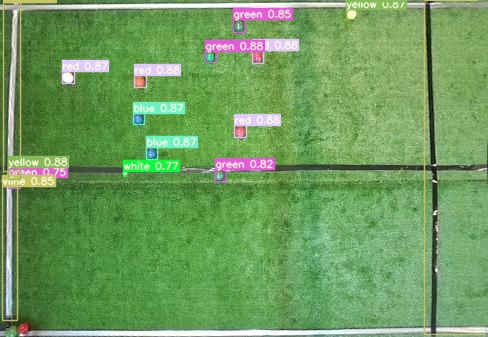 yellow 0.87
green 0.85
green 0.88
0.88
red 0.87
red 0.88
blue 0.87
red 0.88
blue 0.87
yellow 0.88
white 0.77
green 0.82
green 0.75
vline 0.85